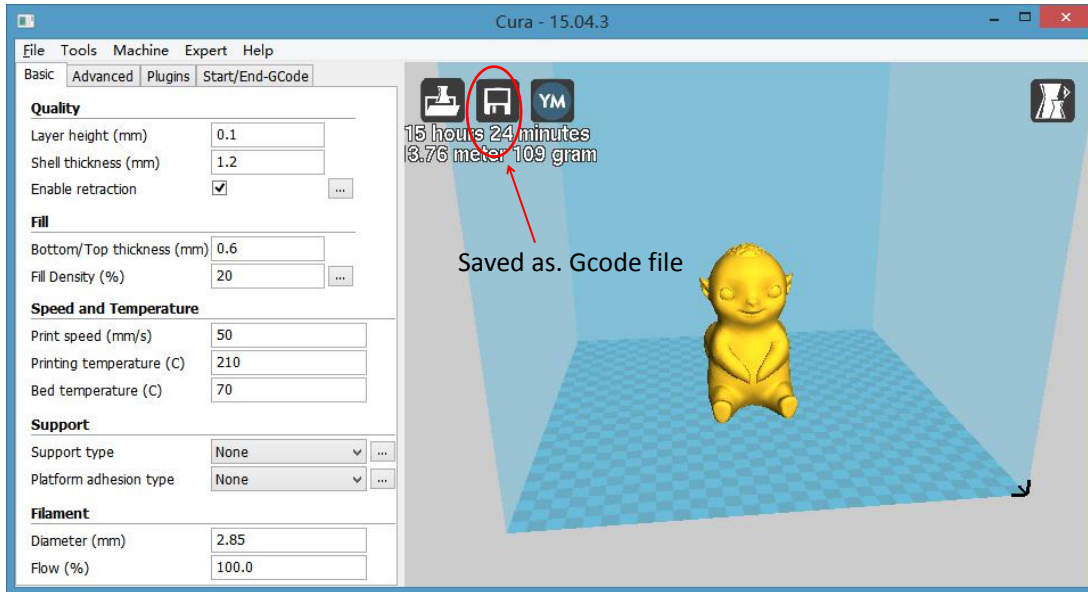 Cura - 15.04.3
File Tools Machine Expert Help
Basic Advanced Plugins Start/End-GCode
Quality
Layer height (mm) 0.1
Shell thickness (mm) 1.2
Enable retraction ...
Fill
Bottom/Top thickness (mm) 0.6
Fill Density (%) 20 ...
Speed and Temperature
Print speed (mm/s) 50
Printing temperature (C) 210
Bed temperature (C) 70
Support
Support type None ...
Platform adhesion type None ...
Filament
Diameter (mm) 2.85
Flow (%) 100.0
YM
15 hours 24 minutes
3.76 meter 109 gram
Saved as. Gcode file